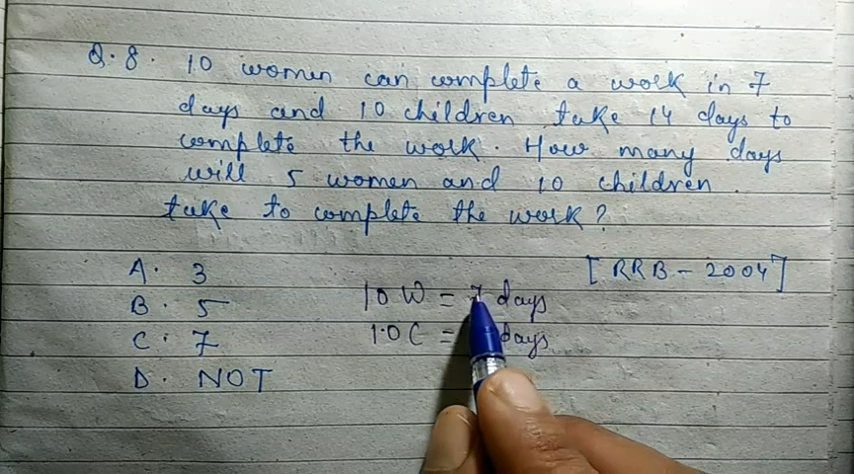 Q. 8. 10 women can complete a work in 7
days and 10 children take 14 days to
complete the work. How many days
will 5 women and 10 children
take to complete the work?
[RRB - 2004]
A. 3
B. 5
C. 7
D. NOT
10 W = 7 days
10 C = days